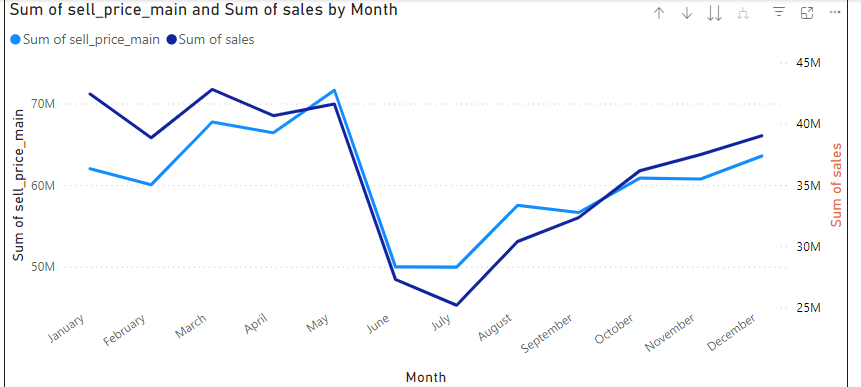 Sum of sell_price_main and Sum of sales by Month
Sum of sell_price_main Sum of sales
Sum of sell_price_main
70M
60M
50M
45M
40M
35M
30M
25M
Sum of sales
January
February
March
April
May
June
July
August
September
October
November
December
Month